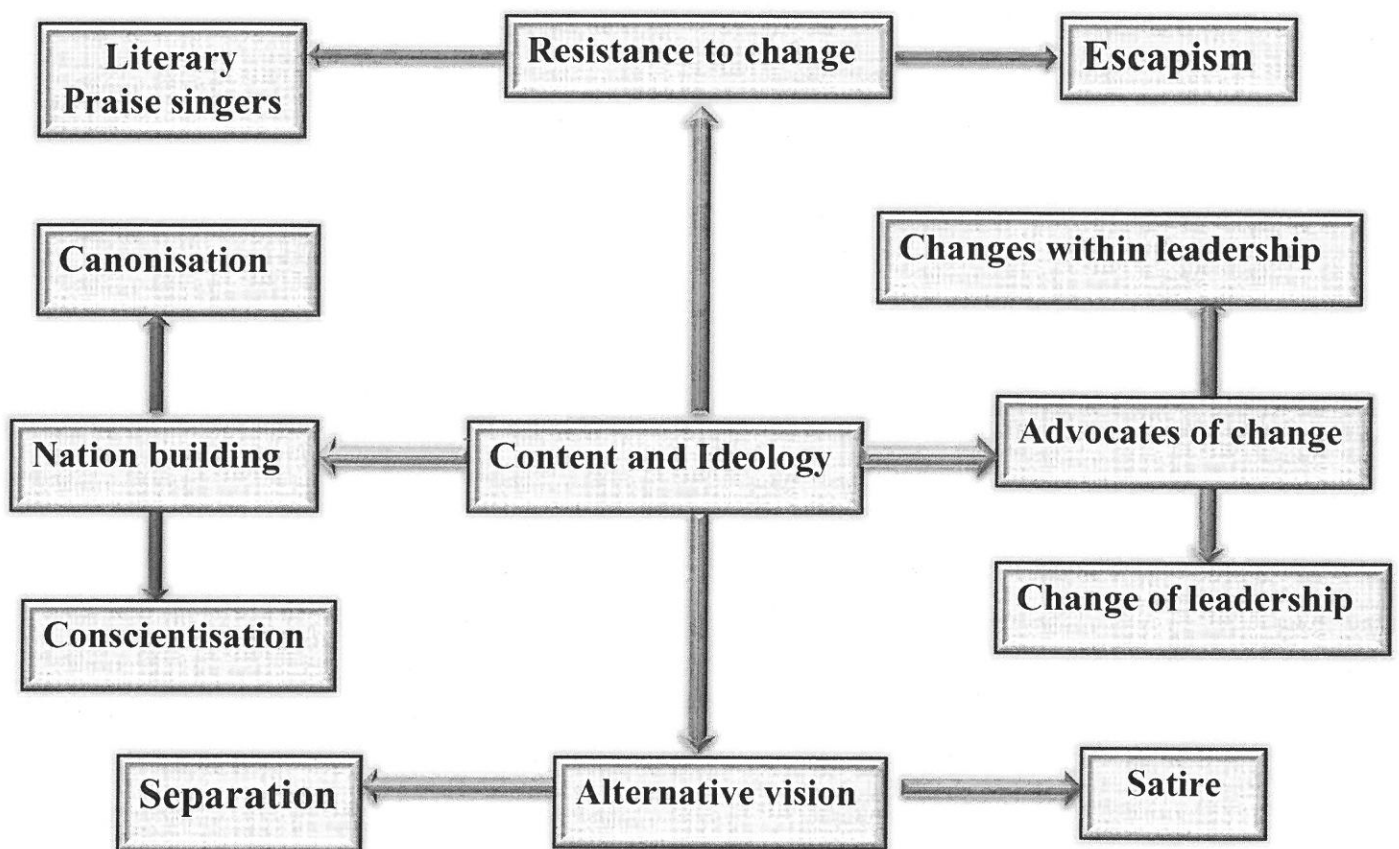 Literary
Praise singers
Resistance to change
Escapism
Canonisation
Changes within leadership
Nation building
Content and Ideology
Advocates of change
Conscientisation
Change of leadership
Separation
Alternative vision
Satire